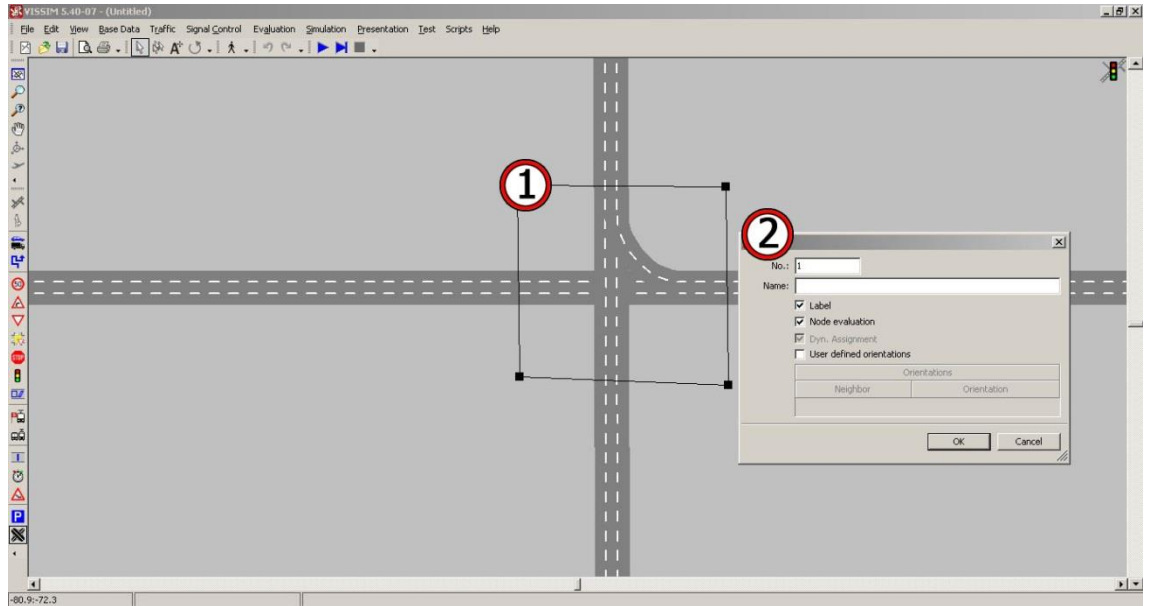 VISSIM 5.40-07 - (Untitled)
File Edit View Base Data Traffic Signal Control Evaluation Simulation Presentation Test Scripts Help
1
2
No.: 1
Name:
Label
Node evaluation
Dyn. Assignment
User defined orientations
Orientations
Neighbor Orientation
OK Cancel
50
STOP
P
-80.9:-72.3